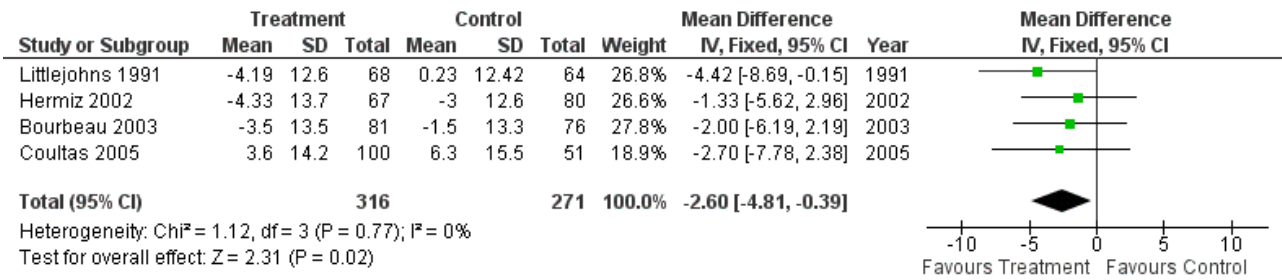 Treatment Control Mean Difference Mean Difference
Study or Subgroup Mean SD Total Mean SD Total Weight IV, Fixed, 95% CI Year IV, Fixed, 95% CI
Littlejohns 1991 -4.19 12.6 68 0.23 12.42 64 26.8% -4.42 [-8.69, -0.15] 1991
Hermiz 2002 -4.33 13.7 67 -3 12.6 80 26.6% -1.33 [-5.62, 2.96] 2002
Bourbeau 2003 -3.5 13.5 81 -1.5 13.3 76 27.8% -2.00 [-6.19, 2.19] 2003
Coultas 2005 3.6 14.2 100 6.3 15.5 51 18.9% -2.70 [-7.78, 2.38] 2005
Total (95% CI) 316 271 100.0% -2.60 [-4.81, -0.39]
Heterogeneity: Chi² = 1.12, df = 3 (P = 0.77); I² = 0%
Test for overall effect: Z = 2.31 (P = 0.02)
-10 -5 0 5 10
Favours Treatment Favours Control